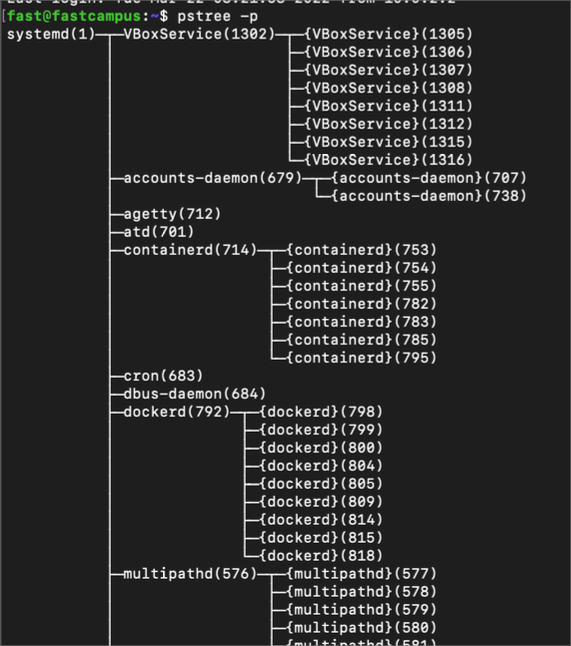 [fast@fastcampus:~$ pstree -p
systemd(1)─┬─VBoxService(1302)─┬─{VBoxService}(1305)
           │                   ├─{VBoxService}(1306)
           │                   ├─{VBoxService}(1307)
           │                   ├─{VBoxService}(1308)
           │                   ├─{VBoxService}(1311)
           │                   ├─{VBoxService}(1312)
           │                   ├─{VBoxService}(1315)
           │                   └─{VBoxService}(1316)
           ├─accounts-daemon(679)─┬─{accounts-daemon}(707)
           │                      └─{accounts-daemon}(738)
           ├─agetty(712)
           ├─atd(701)
           ├─containerd(714)─┬─{containerd}(753)
           │                 ├─{containerd}(754)
           │                 ├─{containerd}(755)
           │                 ├─{containerd}(782)
           │                 ├─{containerd}(783)
           │                 ├─{containerd}(785)
           │                 └─{containerd}(795)
           ├─cron(683)
           ├─dbus-daemon(684)
           ├─dockerd(792)─┬─{dockerd}(798)
           │              ├─{dockerd}(799)
           │              ├─{dockerd}(800)
           │              ├─{dockerd}(804)
           │              ├─{dockerd}(805)
           │              ├─{dockerd}(809)
           │              ├─{dockerd}(814)
           │              ├─{dockerd}(815)
           │              └─{dockerd}(818)
           ├─multipathd(576)─┬─{multipathd}(577)
           │                 ├─{multipathd}(578)
           │                 ├─{multipathd}(579)
           │                 ├─{multipathd}(580)
           │                 ├─{multipathd}(581)